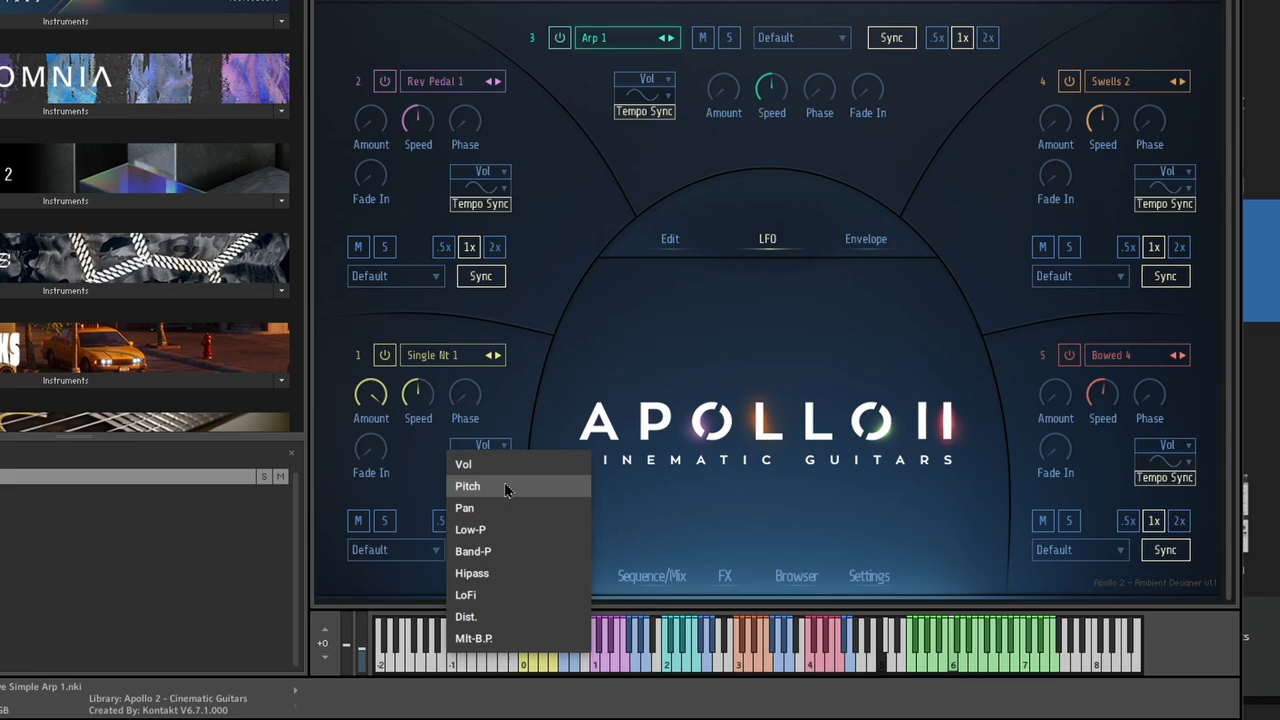 Instruments
OMNIA
Instruments
2
Instruments
S
Instruments
KS
Instruments
S M
ve Simple Arp 1.nki
Library: Apollo 2 - Cinematic Guitars
GB
Created By: Kontakt V6.7.1.000
3 Arp 1 M S Default Sync .5x 1x 2x
Vol
Tempo Sync
Amount Speed Phase Fade In
2 Rey Pedal 1
Amount Speed Phase
Fade In
Vol
Tempo Sync
M S .5x 1x 2x
Default Sync
4 Swells 2
Amount Speed Phase
Fade In
Vol
Tempo Sync
M S .5x 1x 2x
Default Sync
Edit LFO Envelope
1 Single Nt 1
Amount Speed Phase
Fade In
Vol
M S .5
Default
Vol
Pitch
Pan
Low-P
Band-P
Hipass
LoFi
Dist.
Mlt-B.P.
APOLLO II
INEMATIC GUITARS
5 Bowed 4
Amount Speed Phase
Fade In
Vol
Tempo Sync
M S .5x 1x 2x
Default Sync
Sequence/Mix FX Browser Settings
Apollo 2 - Ambient Designer v1.1
+0
-2 -1 0 1 2 3 4 5 6 7 8